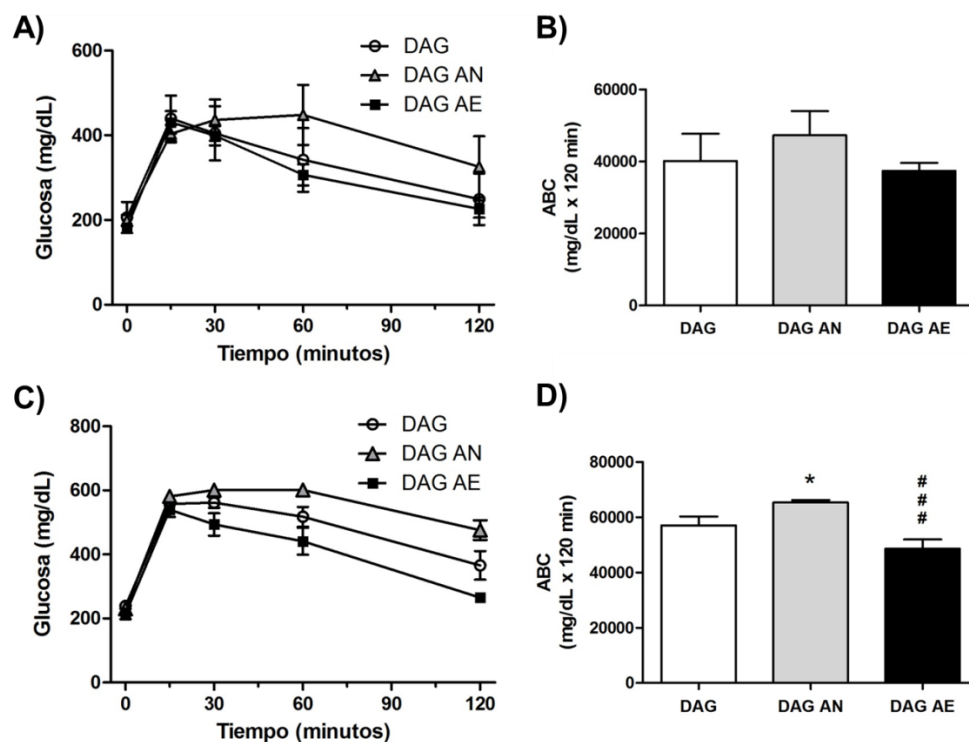 A)
DAG
DAG AN
DAG AE
Glucosa (mg/dL)
600
400
200
0
0 30 60 90 120
Tiempo (minutos)
B)
ABC
(mg/dL x 120 min)
60000
40000
20000
0
DAG DAG AN DAG AE
C)
DAG
DAG AN
DAG AE
Glucosa (mg/dL)
800
600
400
200
0
0 30 60 90 120
Tiempo (minutos)
D)
ABC
(mg/dL x 120 min)
80000
60000
40000
20000
0
*
#
#
#
DAG DAG AN DAG AE